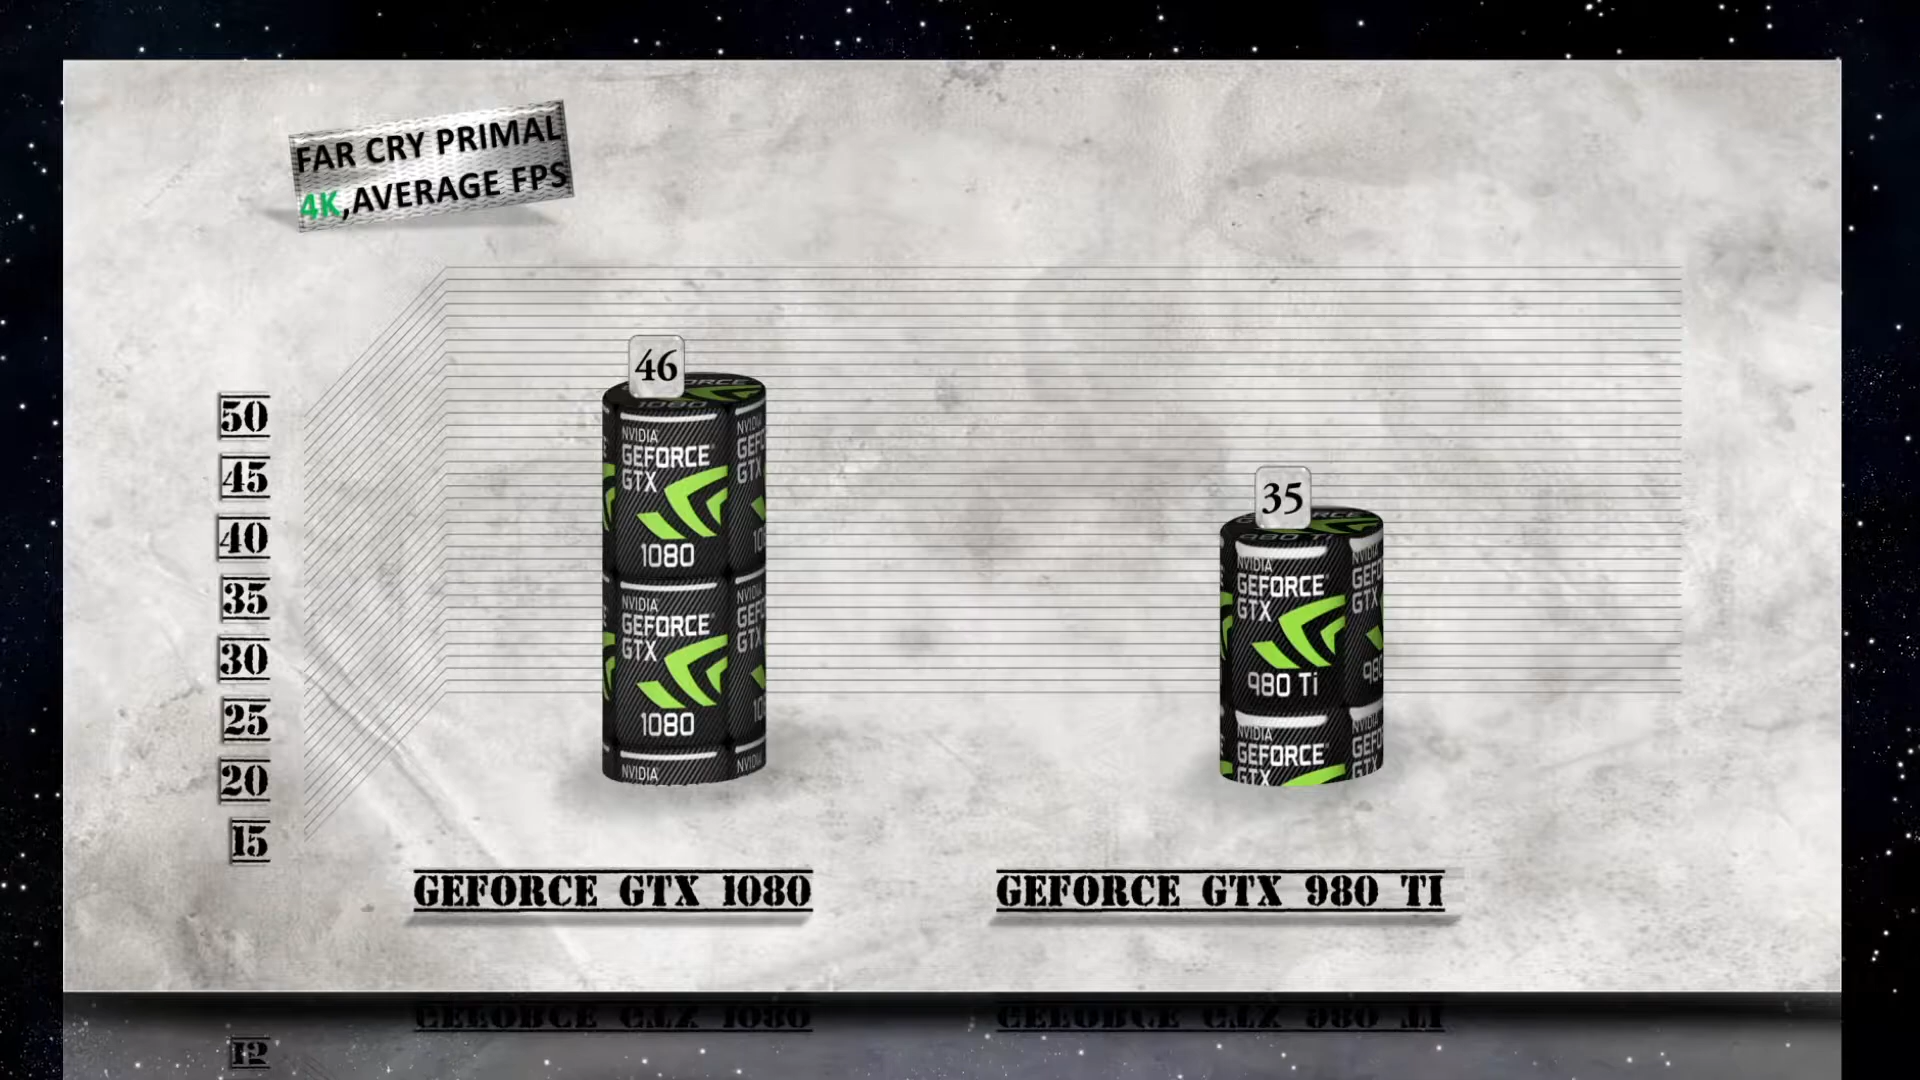 FAR CRY PRIMAL
4K,AVERAGE FPS
50
45
40
35
30
25
20
15
46
NVIDIA
GEFORCE
GTX
1080
NVIDIA
GEFORCE
GTX
1080
NVIDIA
35
NVIDIA
GEFORCE
GTX
980 Ti
NVIDIA
GEFORCE
GTX
GEFORCE GTX 1080
GEFORCE GTX 980 TI